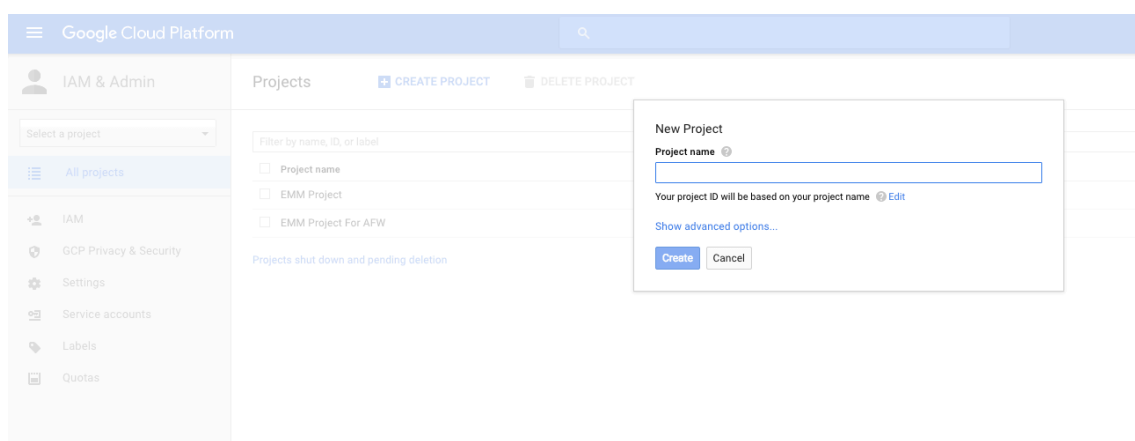 Google Cloud Platform
IAM & Admin
Projects
CREATE PROJECT
DELETE PROJECT
Select a project
All projects
IAM
GCP Privacy & Security
Settings
Service accounts
Labels
Quotas
Filter by name, ID, or label
Project name
EMM Project
EMM Project For AFW
Projects shut down and pending deletion
New Project
Project name ?
Your project ID will be based on your project name ? Edit
Show advanced options...
Create Cancel